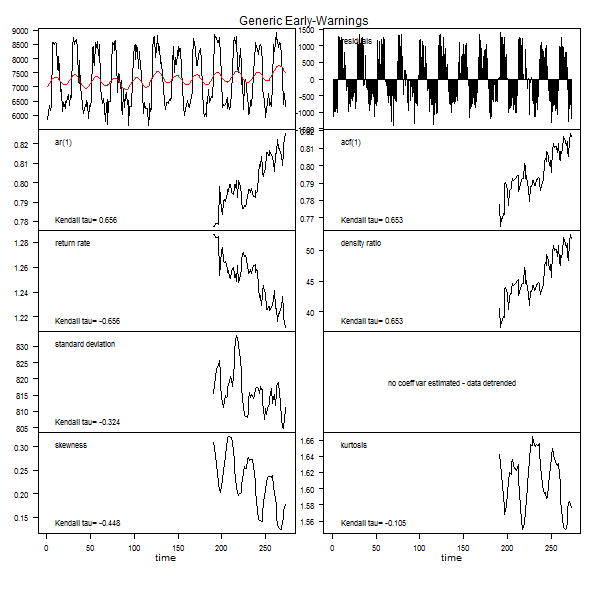 Generic Early-Warnings
9000
8500
8000
7500
7000
6500
6000
1500
1000
500
0
-500
-1000
residuals
0.82
0.81
0.80
0.79
0.78
ar(1)
Kendall tau= 0.656
0.81
0.80
0.79
0.78
0.77
acf(1)
Kendall tau= 0.653
1.28
1.26
1.24
1.22
return rate
Kendall tau= -0.656
50
45
40
density ratio
Kendall tau= 0.653
830
825
820
815
810
805
standard deviation
Kendall tau= -0.324
no coeff var estimated - data detrended
0.30
0.25
0.20
0.15
skewness
Kendall tau= -0.448
1.66
1.64
1.62
1.60
1.58
1.56
kurtosis
Kendall tau= -0.105
0 50 100 150 200 250
0 50 100 150 200 250
time
time